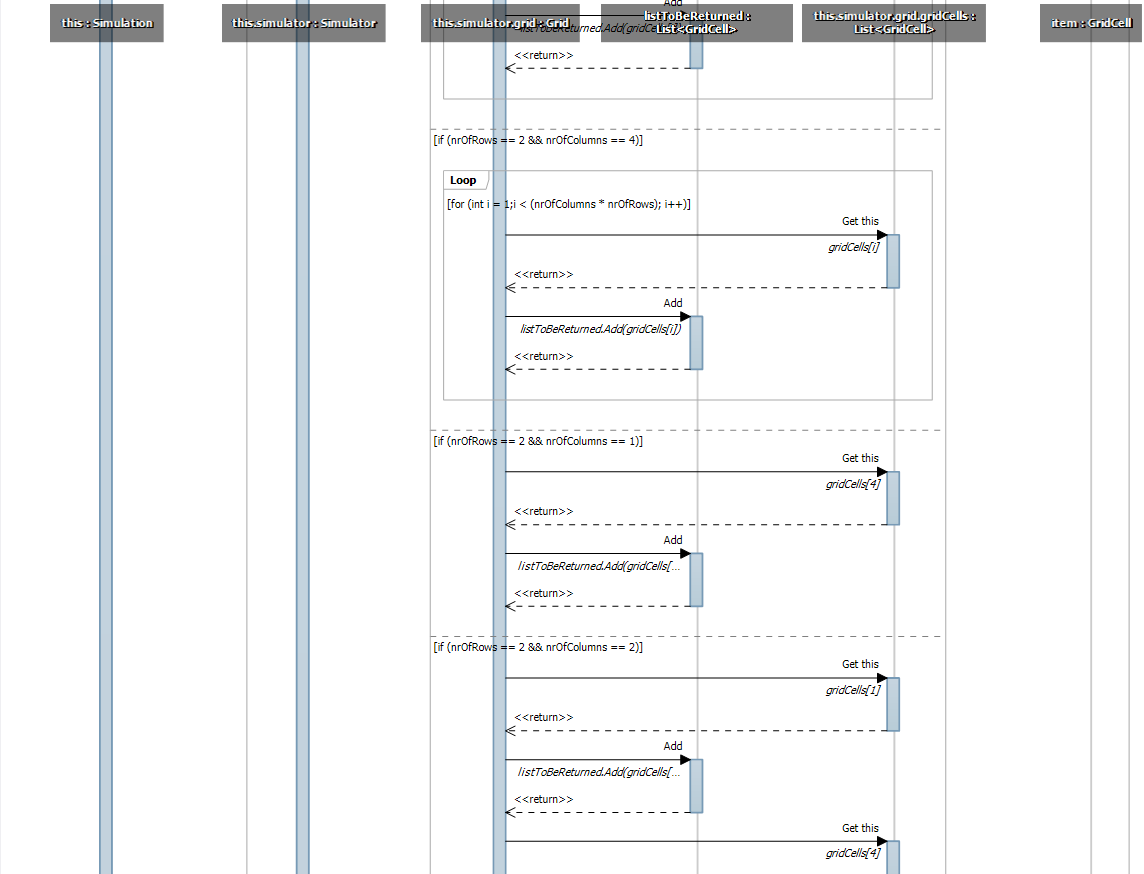 Add
this : Simulation
this.simulator : Simulator
this.simulator.grid : Grid
listToBeReturned :
List<GridCell>
this.simulator.grid.gridCells :
List<GridCell>
item : GridCell
listToBeReturned.Add(gridCells[
<<return>>
[if (nrOfRows == 2 && nrOfColumns == 4)]
Loop
[for (int i = 1;i < (nrOfColumns * nrOfRows); i++)]
Get this
gridCells[i]
<<return>>
Add
listToBeReturned.Add(gridCells[i])
<<return>>
[if (nrOfRows == 2 && nrOfColumns == 1)]
Get this
gridCells[4]
<<return>>
Add
listToBeReturned.Add(gridCells[...
<<return>>
[if (nrOfRows == 2 && nrOfColumns == 2)]
Get this
gridCells[1]
<<return>>
Add
listToBeReturned.Add(gridCells[...
<<return>>
Get this
gridCells[4]